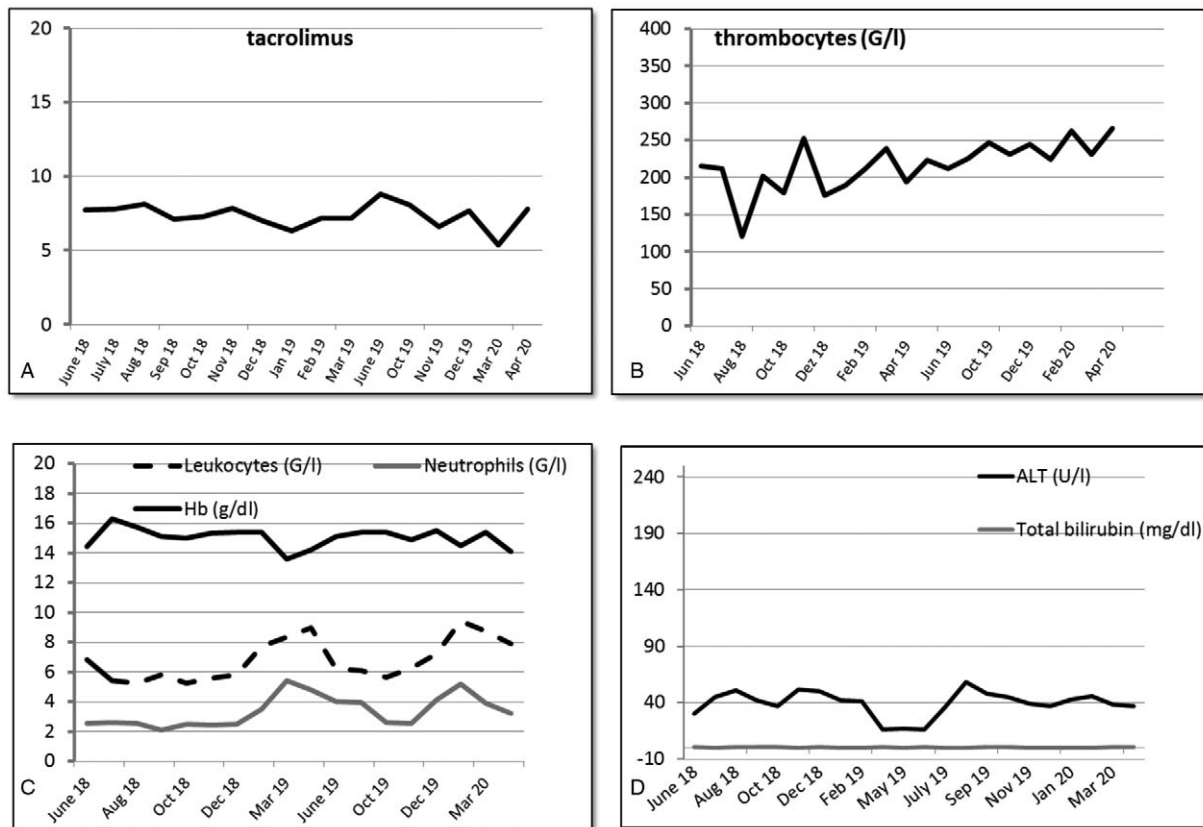 tacrolimus
20
15
10
5
0
June 18
July 18
Aug 18
Sep 18
Oct 18
Nov 18
Dec 18
Jan 19
Feb 19
Mar 19
June 19
Oct 19
Nov 19
Dec 19
Mar 20
Apr 20
A
thrombocytes (G/l)
400
350
300
250
200
150
100
50
0
Jun 18
Aug 18
Oct 18
Dez 18
Feb 19
Apr 19
Jun 19
Oct 19
Dec 19
Feb 20
Apr 20
B
Leukocytes (G/l) Neutrophils (G/l)
Hb (g/dl)
20
18
16
14
12
10
8
6
4
2
0
June 18
Aug 18
Oct 18
Dec 18
Mar 19
June 19
Oct 19
Dec 19
Mar 20
C
ALT (U/l)
Total bilirubin (mg/dl)
240
190
140
90
40
-10
June 18
Aug 18
Oct 18
Dec 18
Feb 19
May 19
July 19
Sep 19
Nov 19
Jan 20
Mar 20
D